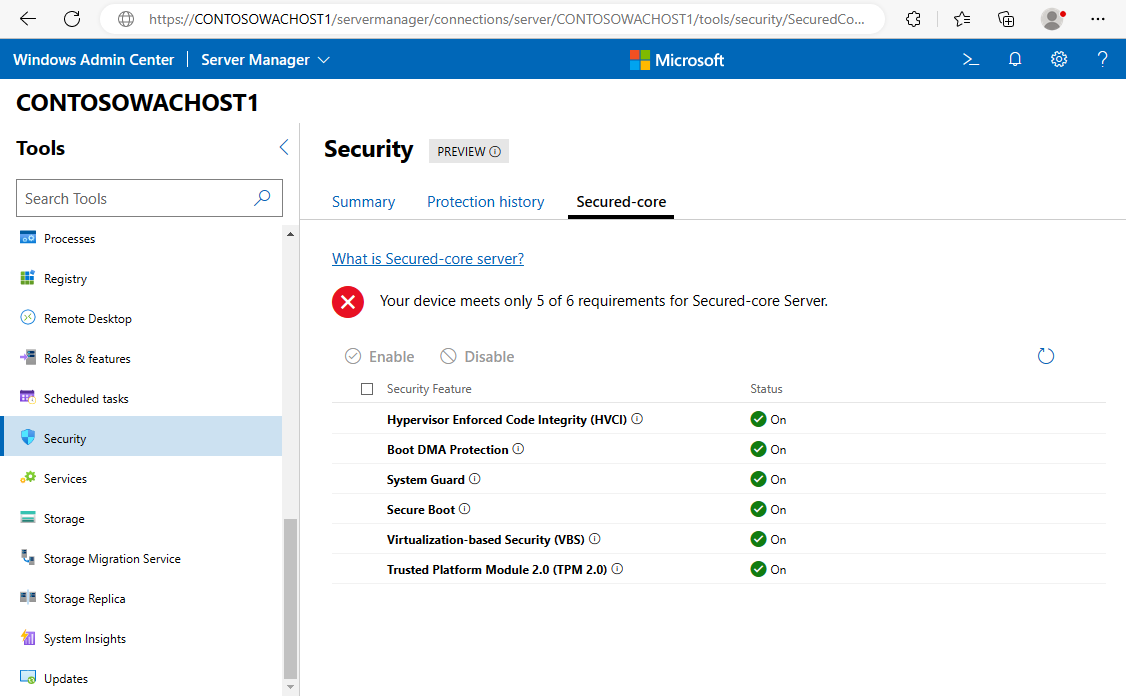 https://CONTOSOWACHOST1/servermanager/connections/server/CONTOSOWACHOST1/tools/security/SecuredCo...
Windows Admin Center | Server Manager
Microsoft
CONTOSOWACHOST1
Tools
Search Tools
Processes
Registry
Remote Desktop
Roles & features
Scheduled tasks
Security
Services
Storage
Storage Migration Service
Storage Replica
System Insights
Updates
Security PREVIEW
Summary Protection history Secured-core
What is Secured-core server?
Your device meets only 5 of 6 requirements for Secured-core Server.
Enable Disable
Security Feature Status
Hypervisor Enforced Code Integrity (HVCI) On
Boot DMA Protection On
System Guard On
Secure Boot On
Virtualization-based Security (VBS) On
Trusted Platform Module 2.0 (TPM 2.0) On